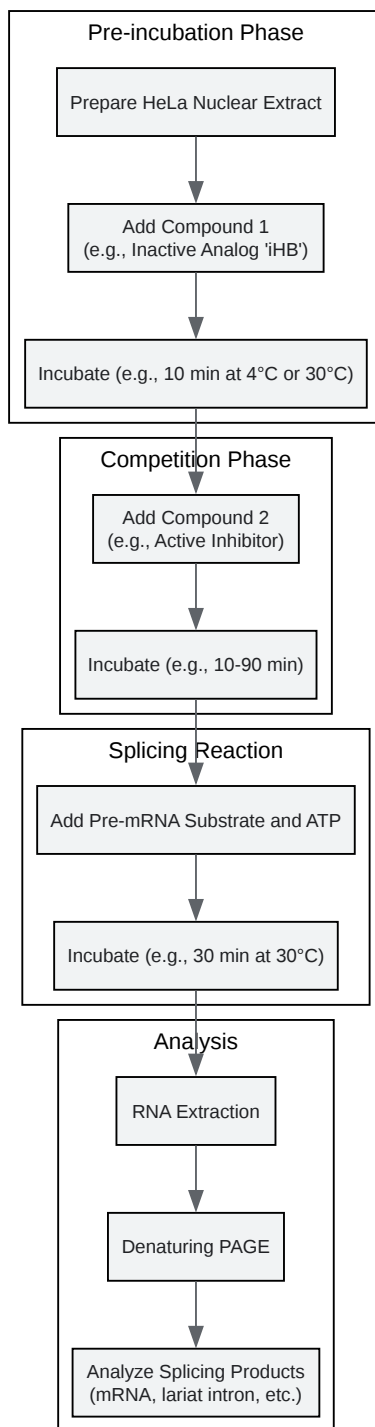 Pre-incubation Phase
Prepare HeLa Nuclear Extract
Add Compound 1
(e.g., Inactive Analog 'iHB')
Incubate (e.g., 10 min at 4°C or 30°C)
Competition Phase
Add Compound 2
(e.g., Active Inhibitor)
Incubate (e.g., 10-90 min)
Splicing Reaction
Add Pre-mRNA Substrate and ATP
Incubate (e.g., 30 min at 30°C)
Analysis
RNA Extraction
Denaturing PAGE
Analyze Splicing Products
(mRNA, lariat intron, etc.)